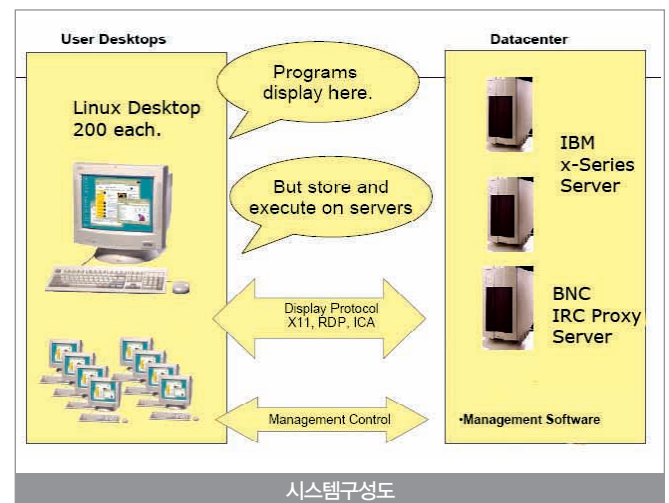 User Desktops
Datacenter
Programs
display here.
Linux Desktop
200 each.
IBM
x-Series
Server
But store and
execute on servers
Display Protocol
X11, RDP, ICA
BNC
IRC Proxy
Server
Management Control
•Management Software
시스템구성도